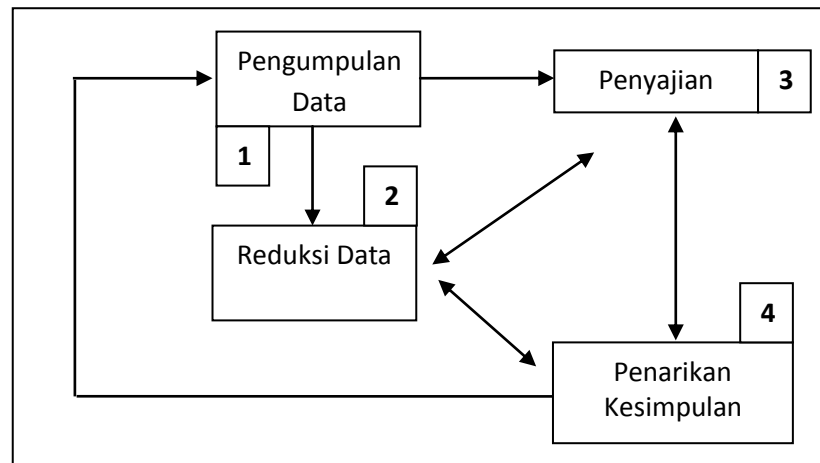 Pengumpulan
Data
1
Penyajian
3
2
Reduksi Data
4
Penarikan
Kesimpulan